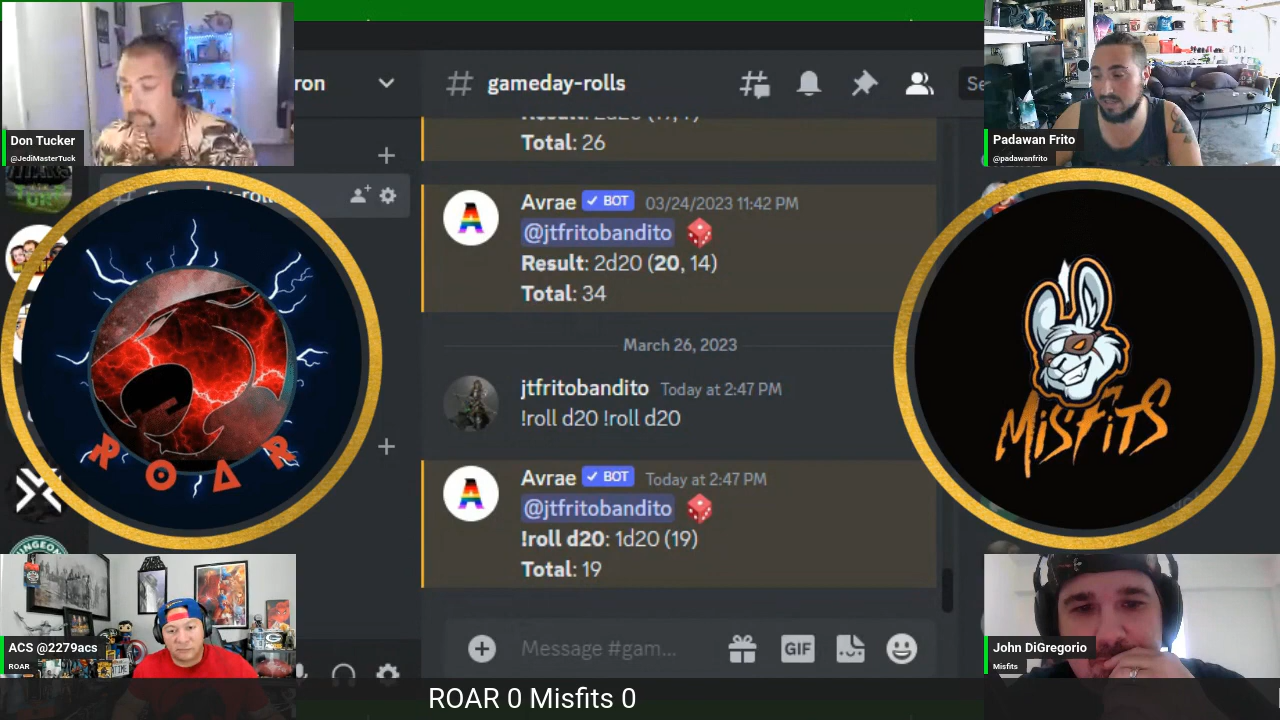 ron
# gameday-rolls
Se
Don Tucker
@JediMasterTuck
Padawan Frito
@padawanfrito
Total: 26
Avrae ✓ BOT 03/24/2023 11:42 PM
@jtfritobandito
Result: 2d20 (20, 14)
Total: 34
March 26, 2023
jtfritobandito Today at 2:47 PM
!roll d20 !roll d20
Avrae ✓ BOT Today at 2:47 PM
@jtfritobandito
!roll d20: 1d20 (19)
Total: 19
ROAR
MiSFiTS
Message #gam...
GIF
ACS @2279acs
ROAR
John DiGregorio
Misfits
ROAR 0 Misfits 0